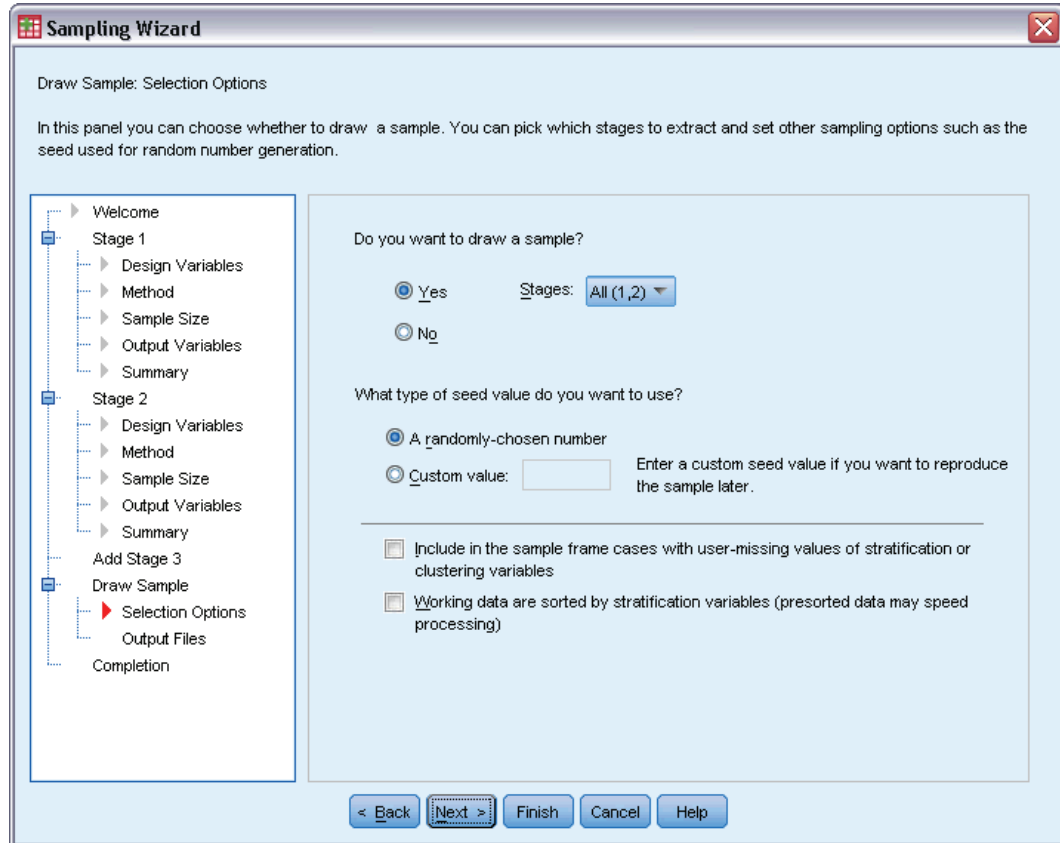 Sampling Wizard
Draw Sample: Selection Options
In this panel you can choose whether to draw a sample. You can pick which stages to extract and set other sampling options such as the
seed used for random number generation.
Welcome
Stage 1
Design Variables
Method
Sample Size
Output Variables
Summary
Stage 2
Design Variables
Method
Sample Size
Output Variables
Summary
Add Stage 3
Draw Sample
Selection Options
Output Files
Completion
Do you want to draw a sample?
Yes Stages: All (1,2)
No
What type of seed value do you want to use?
A randomly-chosen number
Custom value: Enter a custom seed value if you want to reproduce
the sample later.
Include in the sample frame cases with user-missing values of stratification or
clustering variables
Working data are sorted by stratification variables (presorted data may speed
processing)
< Back Next > Finish Cancel Help